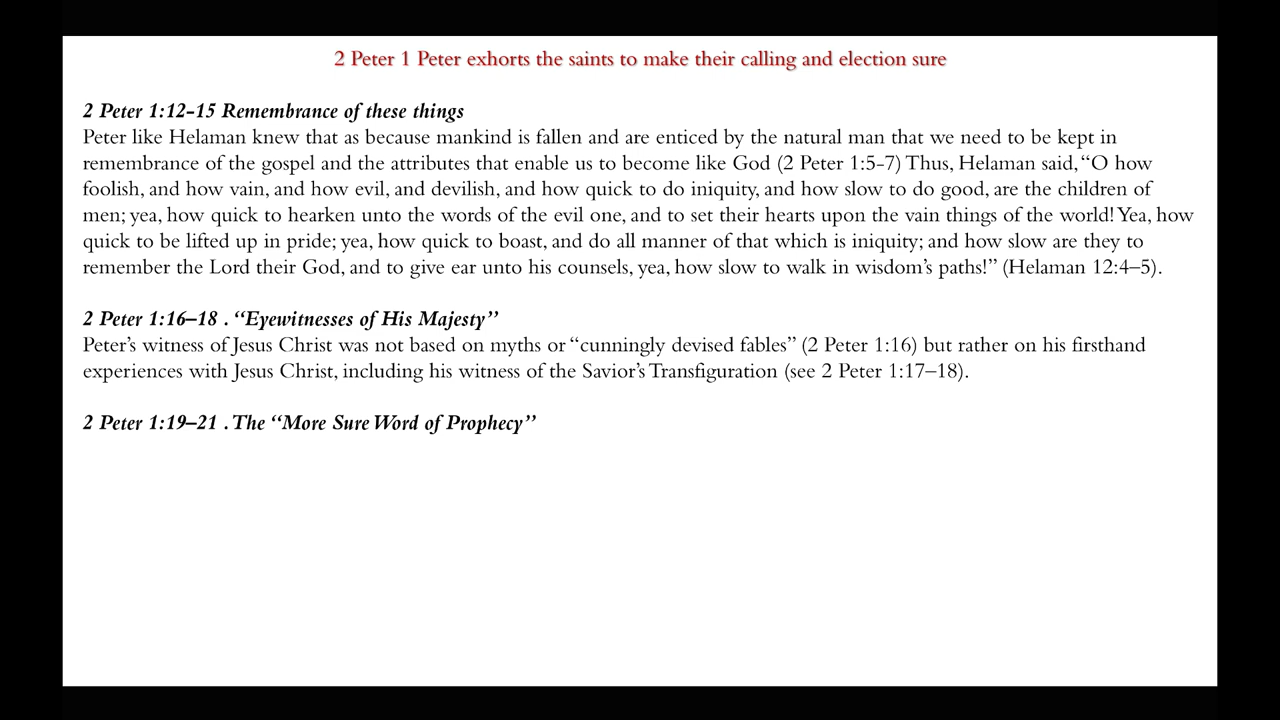 2 Peter 1 Peter exhorts the saints to make their calling and election sure
2 Peter 1:12-15 Remembrance of these things
Peter like Helaman knew that as because mankind is fallen and are enticed by the natural man that we need to be kept in
remembrance of the gospel and the attributes that enable us to become like God (2 Peter 1:5-7) Thus, Helaman said, “O how
foolish, and how vain, and how evil, and devilish, and how quick to do iniquity, and how slow to do good, are the children of
men; yea, how quick to hearken unto the words of the evil one, and to set their hearts upon the vain things of the world! Yea, how
quick to be lifted up in pride; yea, how quick to boast, and do all manner of that which is iniquity; and how slow are they to
remember the Lord their God, and to give ear unto his counsels, yea, how slow to walk in wisdom’s paths!” (Helaman 12:4–5).
2 Peter 1:16–18 . “Eyewitnesses of His Majesty”
Peter’s witness of Jesus Christ was not based on myths or “cunningly devised fables” (2 Peter 1:16) but rather on his firsthand
experiences with Jesus Christ, including his witness of the Savior’s Transfiguration (see 2 Peter 1:17–18).
2 Peter 1:19–21 . The “More Sure Word of Prophecy”